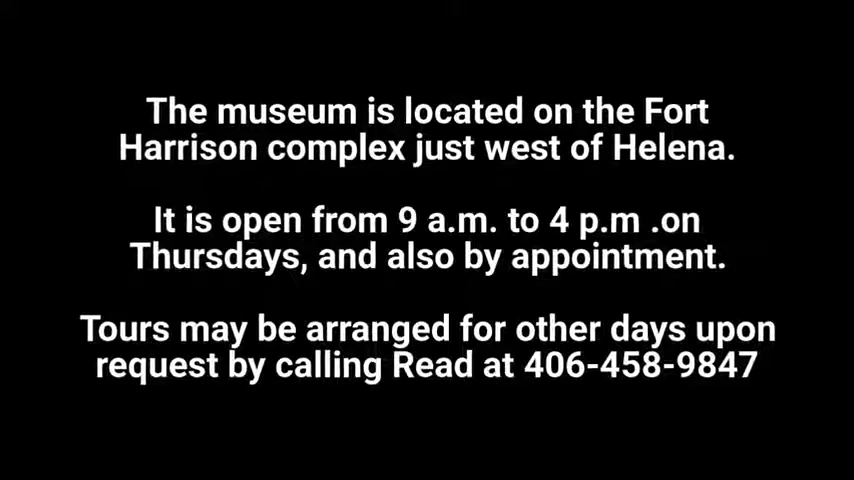 The museum is located on the Fort
Harrison complex just west of Helena.
It is open from 9 a.m. to 4 p.m .on
Thursdays, and also by appointment.
Tours may be arranged for other days upon
request by calling Read at 406-458-9847